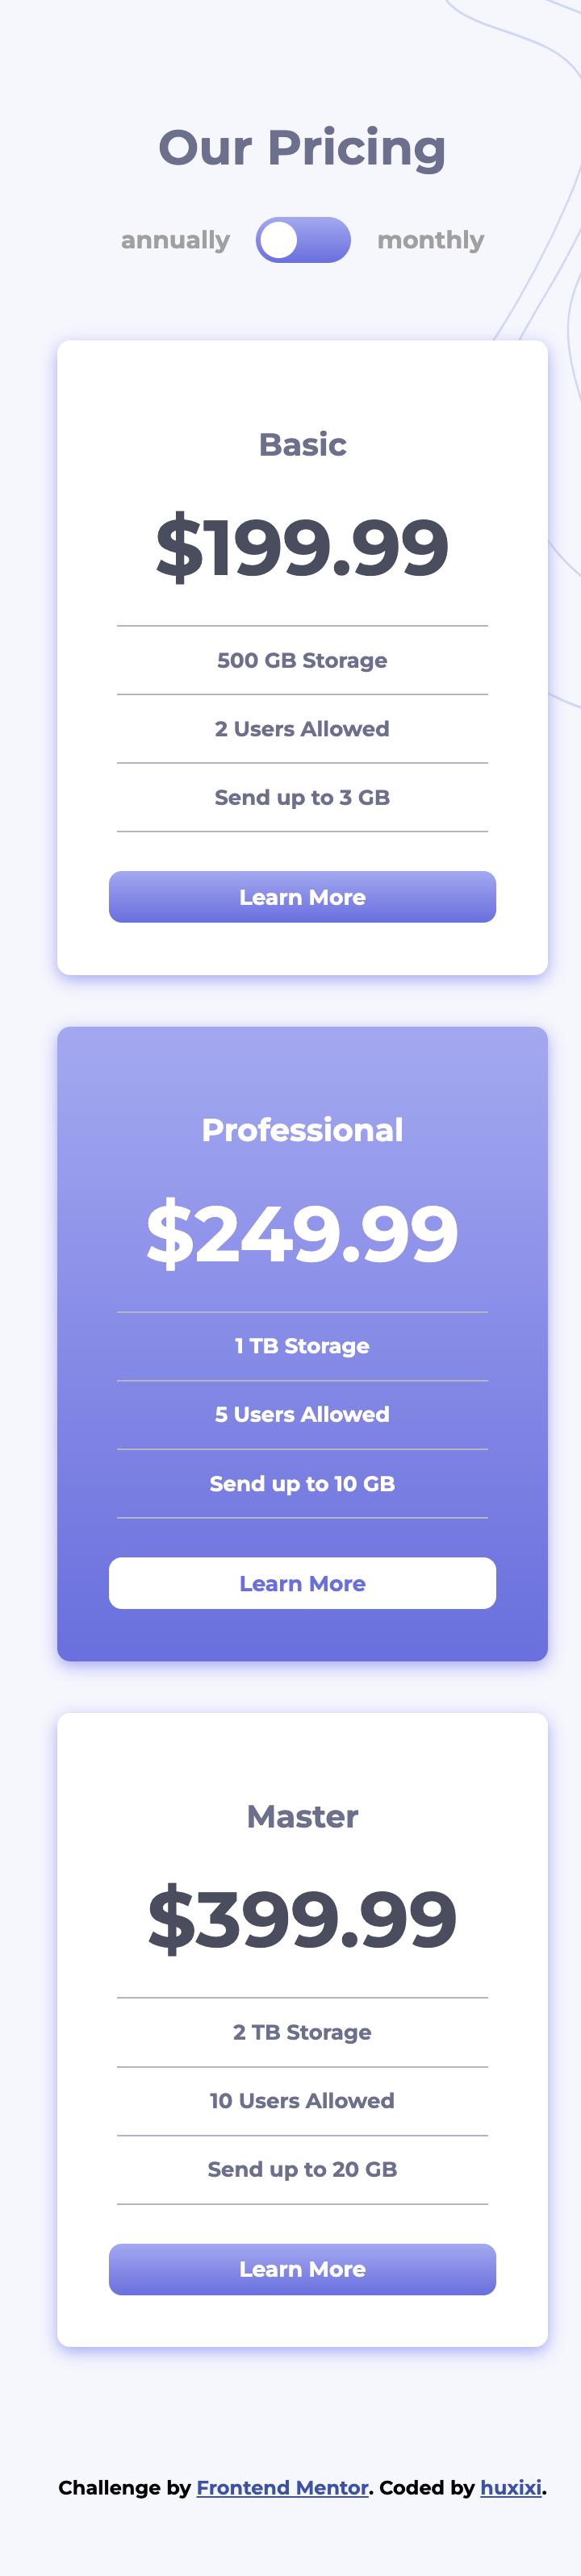 Our Pricing
annually monthly
Basic
$199.99
500 GB Storage
2 Users Allowed
Send up to 3 GB
Learn More
Professional
$249.99
1 TB Storage
5 Users Allowed
Send up to 10 GB
Learn More
Master
$399.99
2 TB Storage
10 Users Allowed
Send up to 20 GB
Learn More
Challenge by Frontend Mentor. Coded by huxixi.